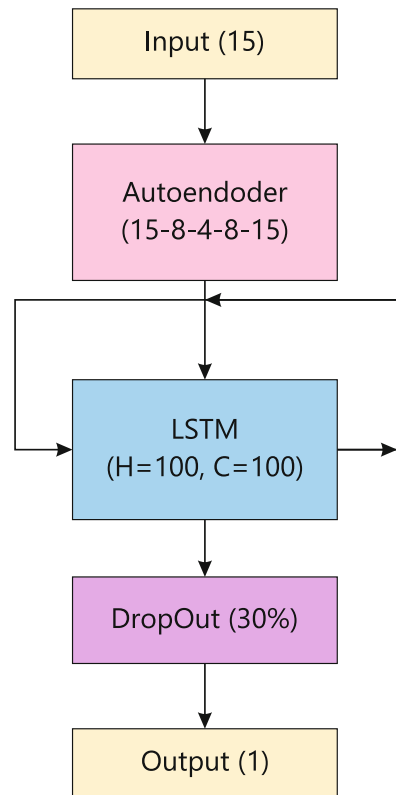 Input (15)
Autoendoder
(15-8-4-8-15)
LSTM
(H=100, C=100)
DropOut (30%)
Output (1)